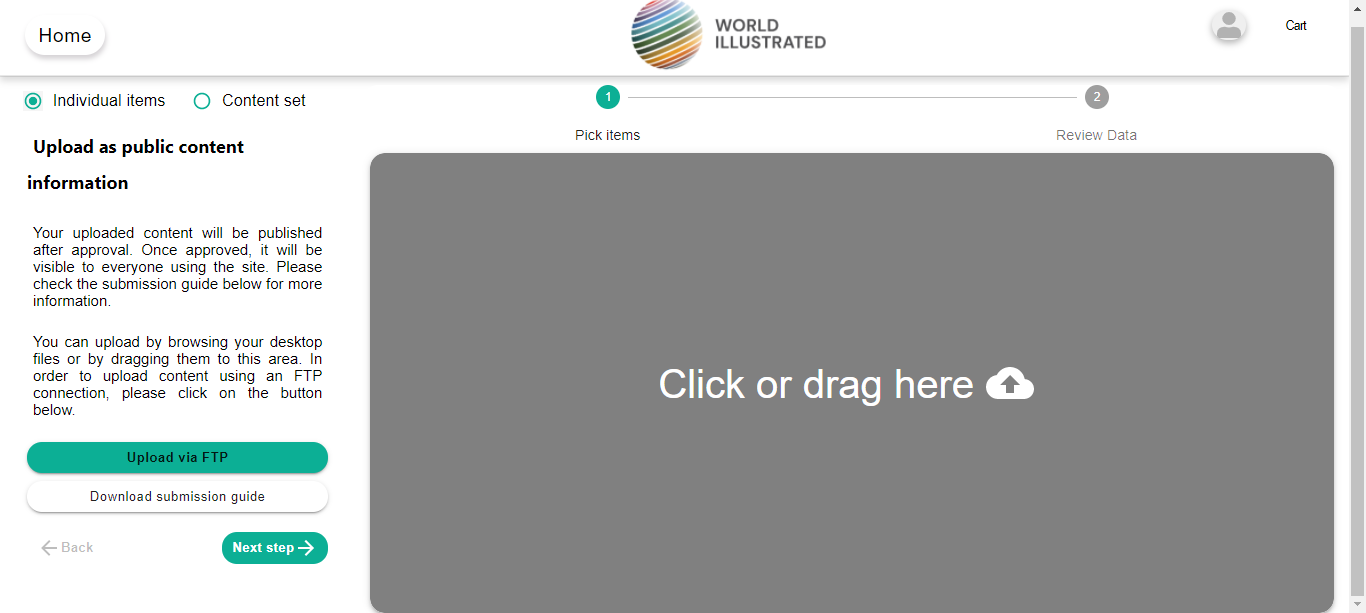 Home
WORLD
ILLUSTRATED
Cart
Individual items
Content set
1
2
Pick items
Review Data
Upload as public content
information
Your uploaded content will be published
after approval. Once approved, it will be
visible to everyone using the site. Please
check the submission guide below for more
information.
You can upload by browsing your desktop
files or by dragging them to this area. In
order to upload content using an FTP
connection, please click on the button
below.
Upload via FTP
Download submission guide
Back
Next step
Click or drag here